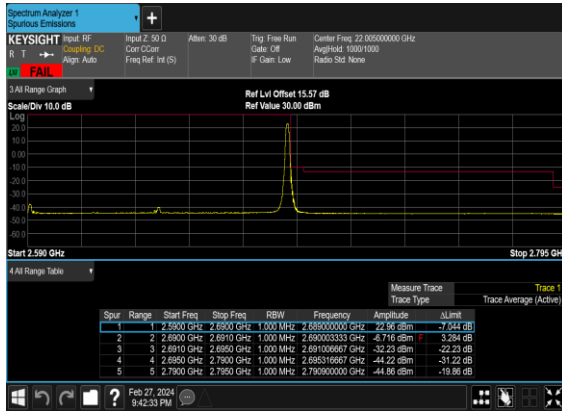 Spectrum Analyzer 1
Spurious Emissions
KEYSIGHT Input: RF Input Z: 50 Ω Atten: 30 dB Trig: Free Run Center Freq: 22.005000000 GHz
R T Coupling: DC Corr CCorr Gate: Off Avg|Hold: 1000/1000
Align: Auto Freq Ref: Int (S) IF Gain: Low Radio Std: None
LV FAIL
3 All Range Graph Ref Lvl Offset 15.57 dB
Scale/Div 10.0 dB Ref Value 30.00 dBm
Log
20.0
10.0
0.00
-10.0
-20.0
-30.0
-40.0
-50.0
-60.0
Start 2.590 GHz Stop 2.795 GHz
4 All Range Table
Measure Trace Trace 1
Trace Type Trace Average (Active)
Spur Range Start Freq Stop Freq RBW Frequency Amplitude ΔLimit
1 1 2.5900 GHz 2.6900 GHz 1.000 MHz 2.689000000 GHz 22.96 dBm -7.044 dB
2 2 2.6900 GHz 2.6910 GHz 1.000 MHz 2.690003333 GHz -6.716 dBm F 3.284 dB
3 3 2.6910 GHz 2.6950 GHz 1.000 MHz 2.691006667 GHz -32.23 dBm -22.23 dB
4 4 2.6950 GHz 2.7900 GHz 1.000 MHz 2.695316667 GHz -44.22 dBm -31.22 dB
5 5 2.7900 GHz 2.7950 GHz 1.000 MHz 2.790900000 GHz -44.86 dBm -19.86 dB
? Feb 27, 2024
9:42:33 PM